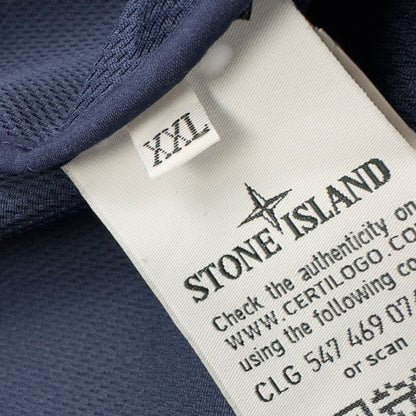 XXL
STONE ISLAND
Check the authenticity on
WWW.CERTILOGO.COM
using the following
CLG 547 469 07
or scan